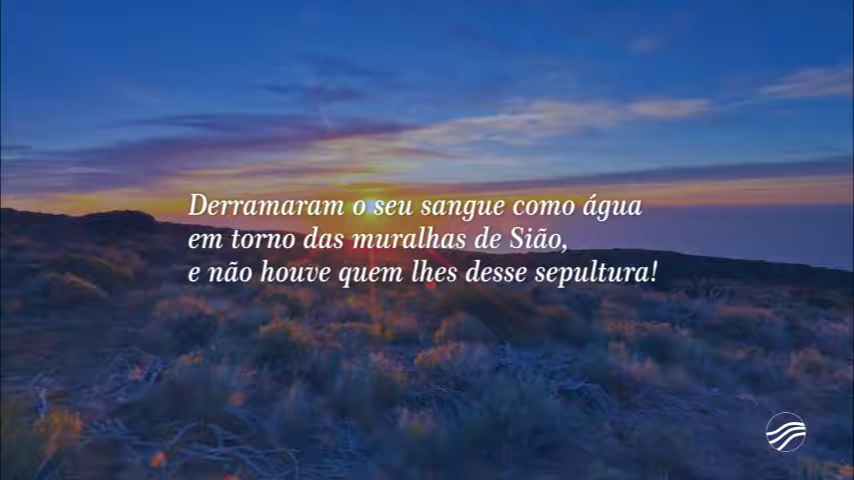 Derramaram o seu sangue como água
em torno das muralhas de Sião,
e não houve quem lhes desse sepultura!